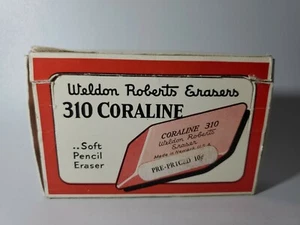 Weldon Roberts Erasers
310 CORALINE
..Soft
Pencil
Eraser
CORALINE 310
Weldon Roberts
Eraser
Made in Newark U.S.A.
PRE-PRICED 10¢